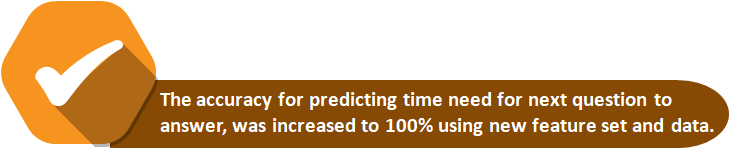 The accuracy for predicting time need for next question to
answer, was increased to 100% using new feature set and data.